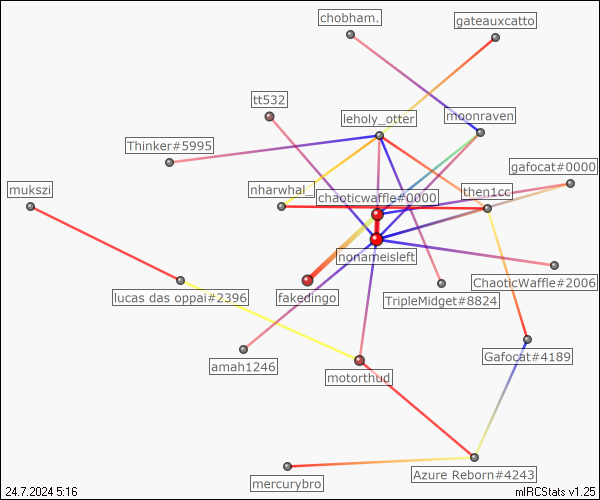 chobham.
gateauxcatto
tt532
leholy_otter
moonraven
Thinker#5995
gafocat#0000
mukszi
nharwhal_
then1cc
chaoticwaffle#0000
nonameisleft
ChaoticWaffle#2006
lucas das oppai#2396
fakedingo
TripleMidget#8824
Gafocat#4189
amah1246
motorthud
Azure Reborn#4243
mercurybro
24.7.2024 5:16
mIRCStats v1.25